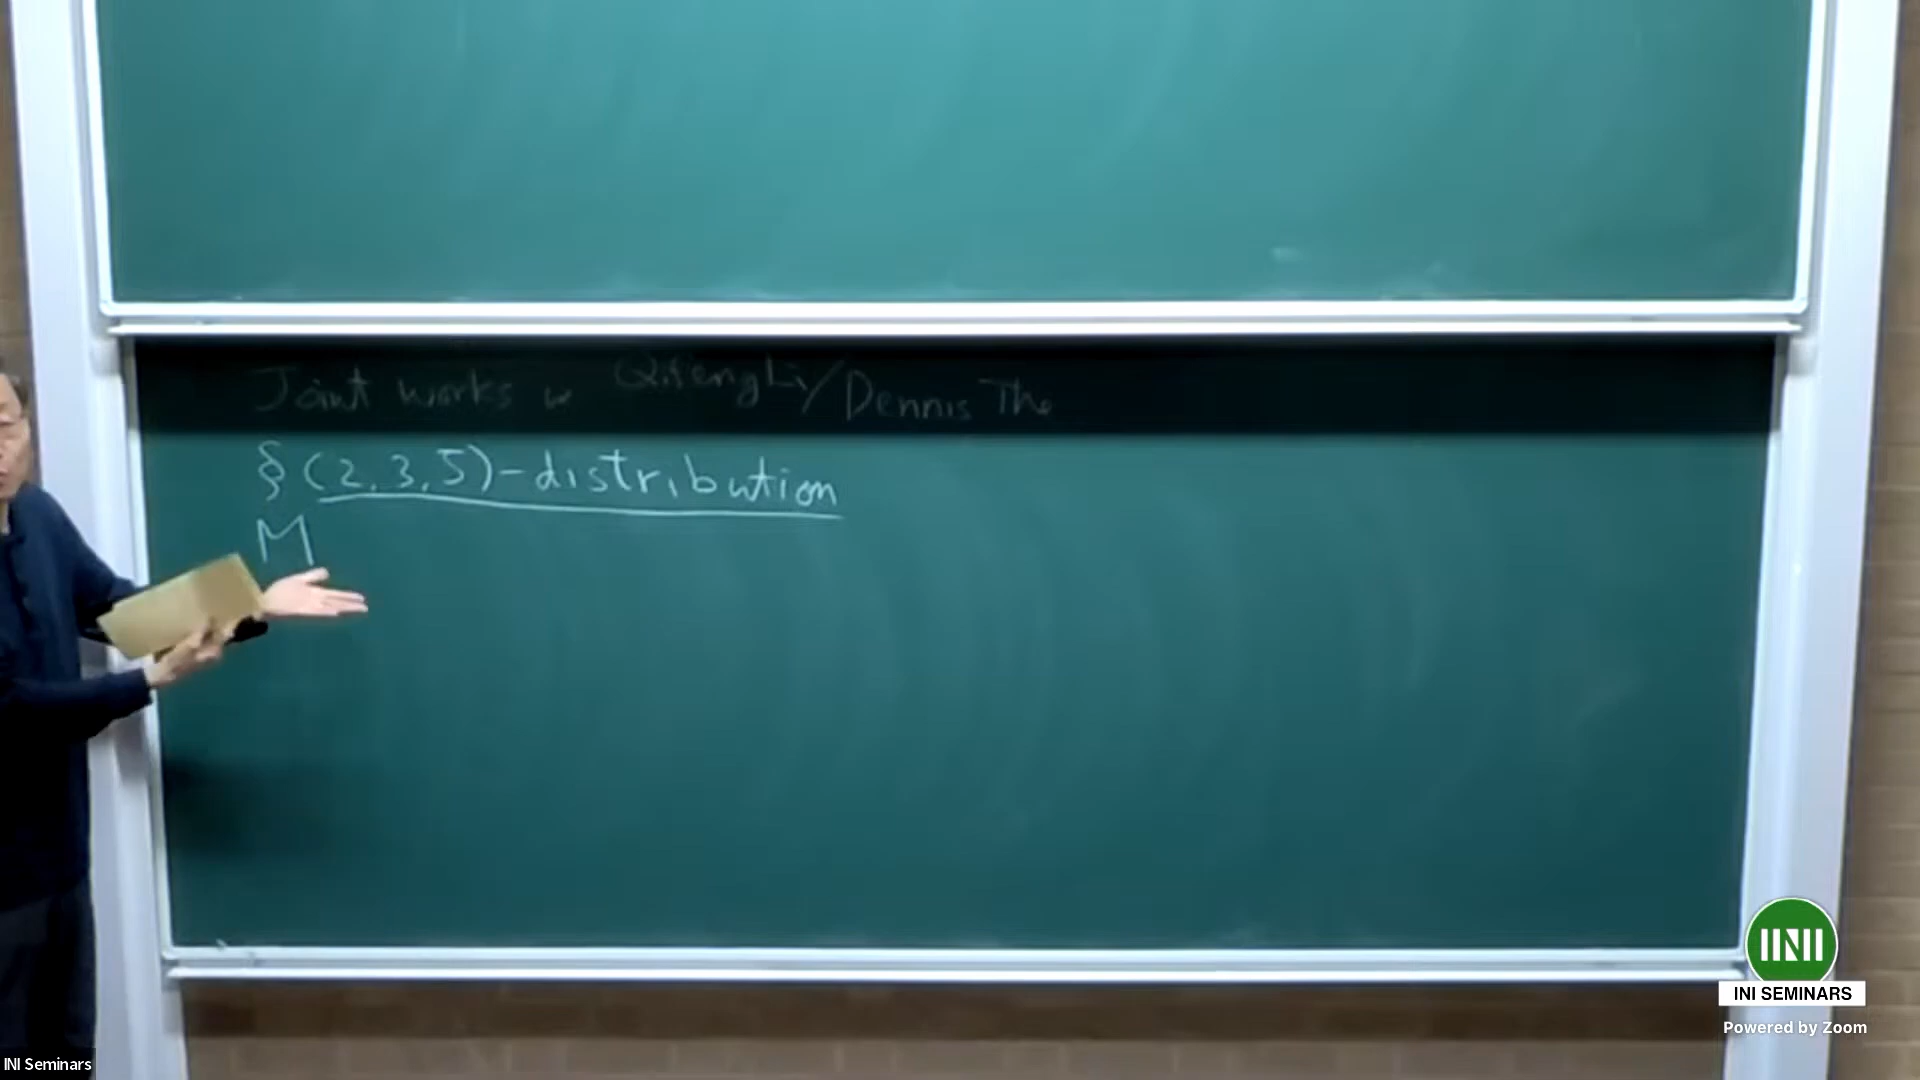 Joint works w Qifeng Li/Dennis The
§ (2,3,5)-distribution
M
INI
INI SEMINARS
Powered by Zoom
INI Seminars